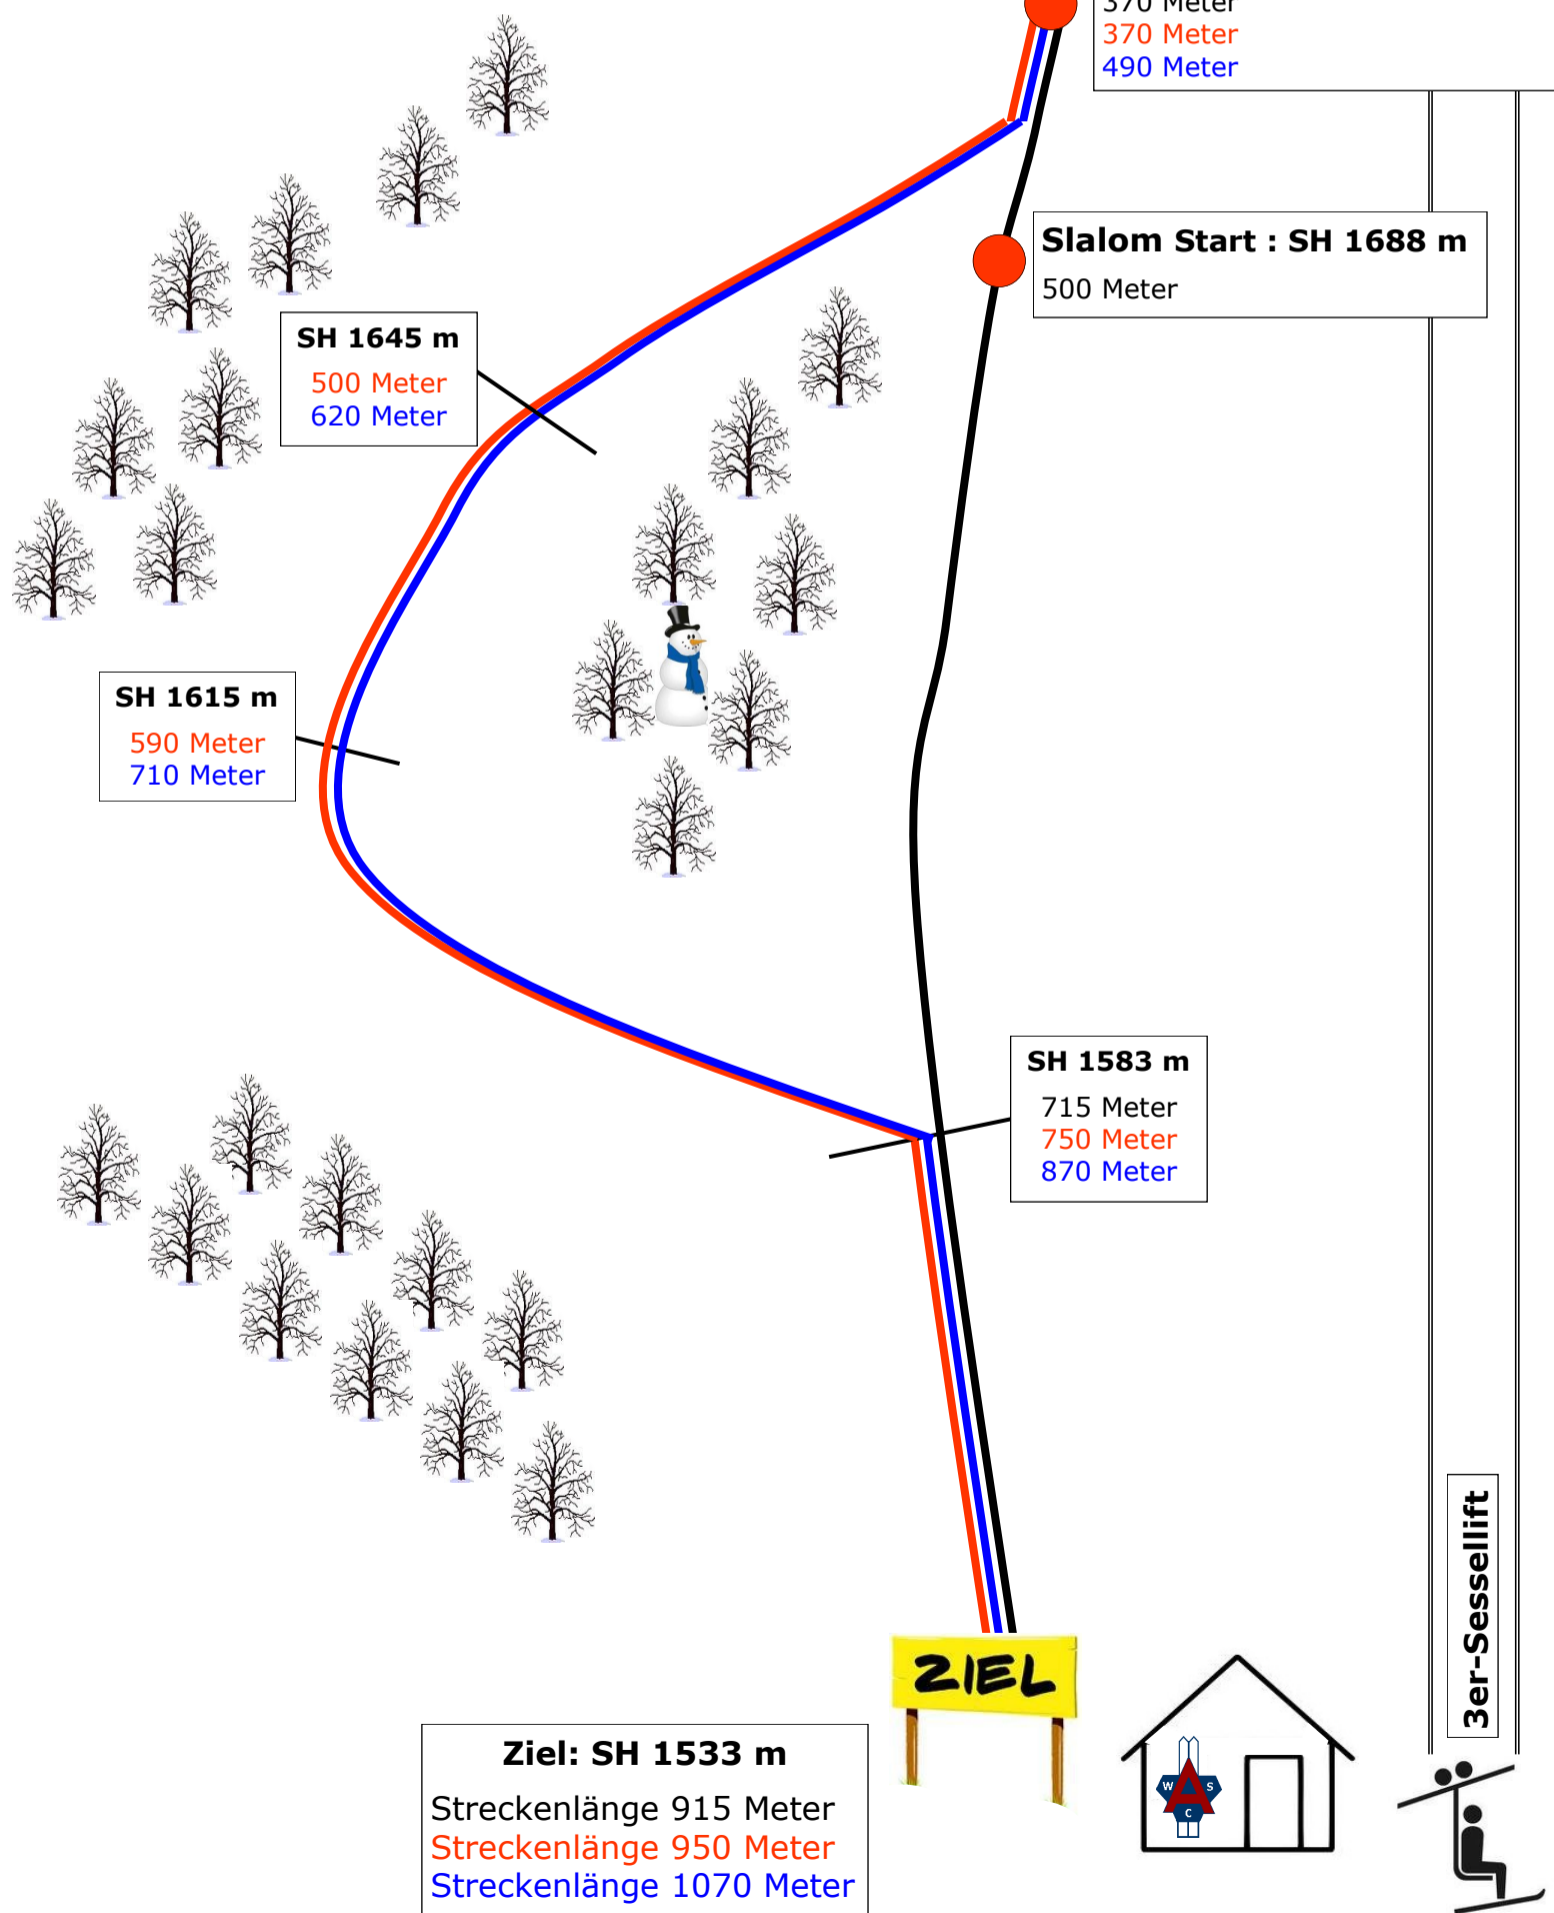 370 Meter
370 Meter
490 Meter
Slalom Start : SH 1688 m
500 Meter
SH 1645 m
500 Meter
620 Meter
SH 1615 m
590 Meter
710 Meter
SH 1583 m
715 Meter
750 Meter
870 Meter
3er-Sessellift
ZIEL
W A S
C
Ziel: SH 1533 m
Streckenlänge 915 Meter
Streckenlänge 950 Meter
Streckenlänge 1070 Meter